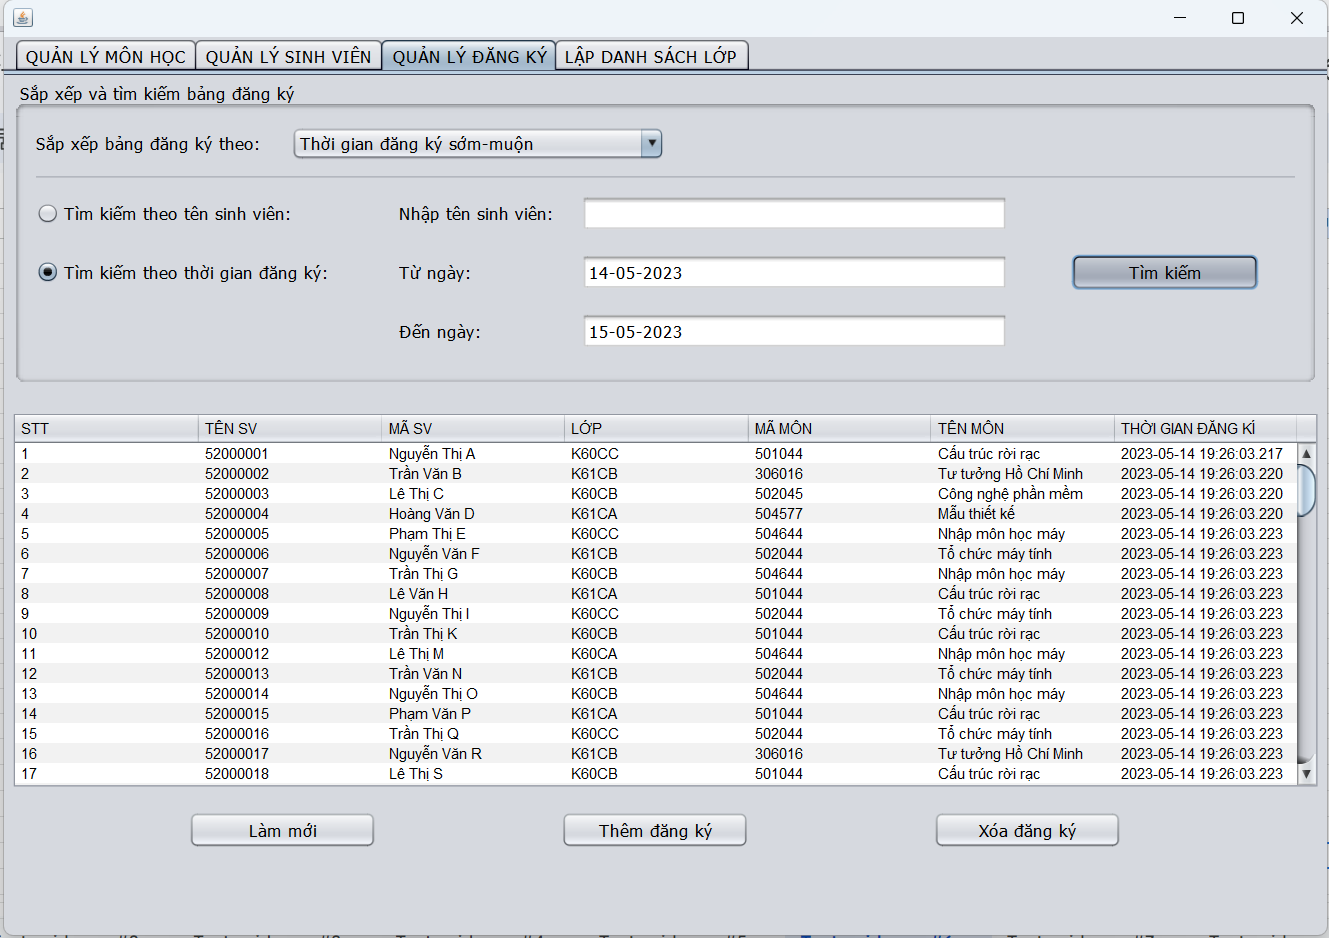 QUẢN LÝ MÔN HỌC QUẢN LÝ SINH VIÊN QUẢN LÝ ĐĂNG KÝ LẬP DANH SÁCH LỚP
Sắp xếp và tìm kiếm bảng đăng ký
Sắp xếp bảng đăng ký theo: Thời gian đăng ký sớm-muộn
Tìm kiếm theo tên sinh viên: Nhập tên sinh viên:
Tìm kiếm theo thời gian đăng ký: Từ ngày: 14-05-2023 Tìm kiếm
Đến ngày: 15-05-2023
STT TÊN SV MÃ SV LỚP MÃ MÔN TÊN MÔN THỜI GIAN ĐĂNG KÍ
1 52000001 Nguyễn Thị A K60CC 501044 Cấu trúc rời rạc 2023-05-14 19:26:03.217
2 52000002 Trần Văn B K61CB 306016 Tư tưởng Hồ Chí Minh 2023-05-14 19:26:03.220
3 52000003 Lê Thị C K60CB 502045 Công nghệ phần mềm 2023-05-14 19:26:03.220
4 52000004 Hoàng Văn D K61CA 504577 Mẫu thiết kế 2023-05-14 19:26:03.220
5 52000005 Phạm Thị E K60CC 504644 Nhập môn học máy 2023-05-14 19:26:03.223
6 52000006 Nguyễn Văn F K61CB 502044 Tổ chức máy tính 2023-05-14 19:26:03.223
7 52000007 Trần Thị G K60CB 504644 Nhập môn học máy 2023-05-14 19:26:03.223
8 52000008 Lê Văn H K61CA 501044 Cấu trúc rời rạc 2023-05-14 19:26:03.223
9 52000009 Nguyễn Thị I K60CC 502044 Tổ chức máy tính 2023-05-14 19:26:03.223
10 52000010 Trần Thị K K60CB 501044 Cấu trúc rời rạc 2023-05-14 19:26:03.223
11 52000012 Lê Thị M K60CA 504644 Nhập môn học máy 2023-05-14 19:26:03.223
12 52000013 Trần Văn N K61CB 502044 Tổ chức máy tính 2023-05-14 19:26:03.223
13 52000014 Nguyễn Thị O K60CB 504644 Nhập môn học máy 2023-05-14 19:26:03.223
14 52000015 Phạm Văn P K61CA 501044 Cấu trúc rời rạc 2023-05-14 19:26:03.223
15 52000016 Trần Thị Q K60CC 502044 Tổ chức máy tính 2023-05-14 19:26:03.223
16 52000017 Nguyễn Văn R K61CB 306016 Tư tưởng Hồ Chí Minh 2023-05-14 19:26:03.223
17 52000018 Lê Thị S K60CB 501044 Cấu trúc rời rạc 2023-05-14 19:26:03.223
Làm mới Thêm đăng ký Xóa đăng ký